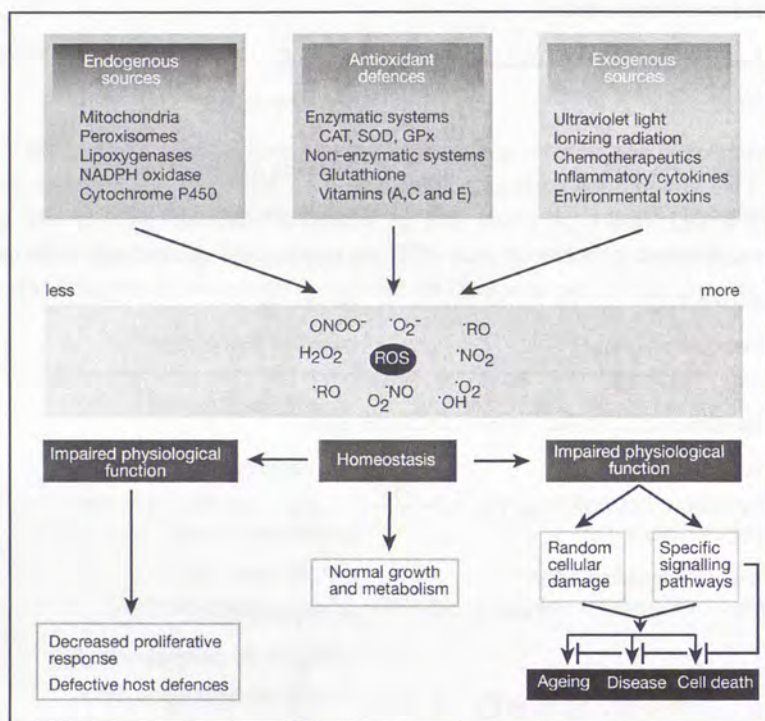 Endogenous
sources
Mitochondria
Peroxisomes
Lipoxygenases
NADPH oxidase
Cytochrome P450
Antioxidant
defences
Enzymatic systems
CAT, SOD, GPx
Non-enzymatic systems
Glutathione
Vitamins (A,C and E)
Exogenous
sources
Ultraviolet light
Ionizing radiation
Chemotherapeutics
Inflammatory cytokines
Environmental toxins
less
more
ONOO⁻ ˙O₂⁻ ˙RO
H₂O₂ ROS ˙NO₂
˙RO O₂ ˙NO ˙OH ˙O₂
Impaired physiological
function
Homeostasis
Impaired physiological
function
Normal growth
and metabolism
Random
cellular
damage
Specific
signalling
pathways
Decreased proliferative
response
Defective host defences
Ageing Disease Cell death